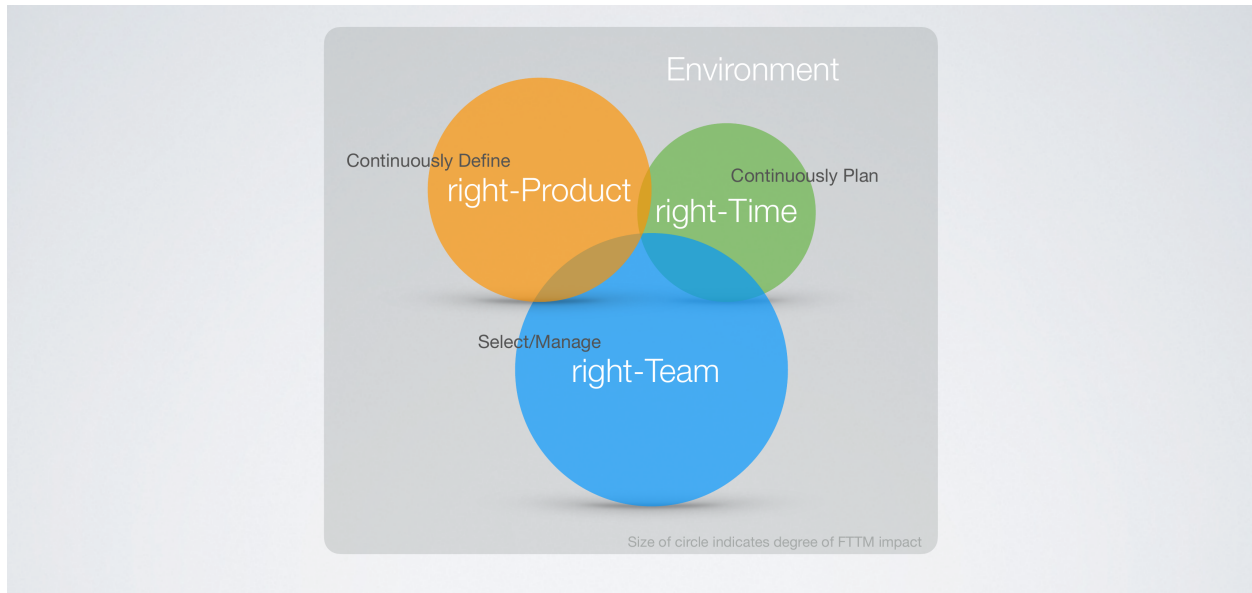 Environment
Continuously Define
right-Product
Continuously Plan
right-Time
Select/Manage
right-Team
Size of circle indicates degree of FTTM impact